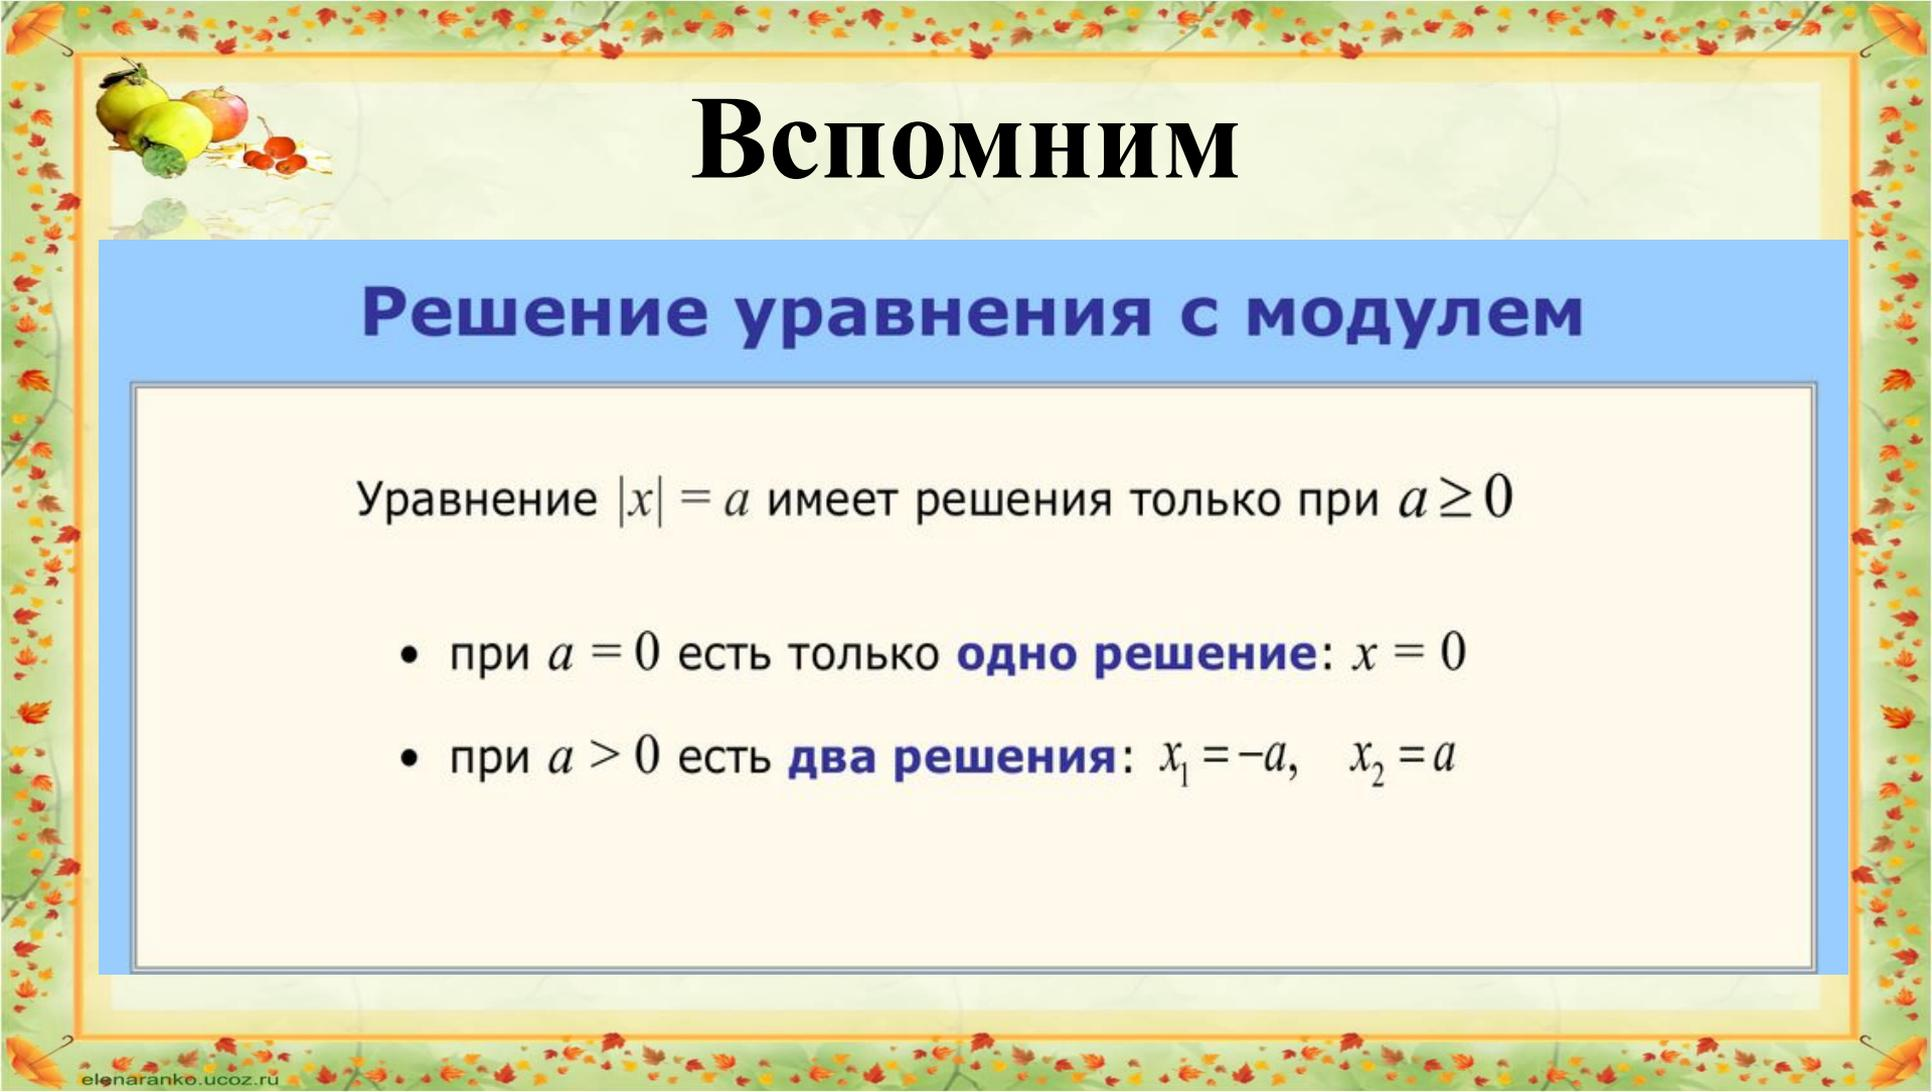 Вспомним
Решение уравнения с модулем
Уравнение |x| = a имеет решения только при a ≥ 0
• при a = 0 есть только одно решение: x = 0
• при a > 0 есть два решения: x₁ = −a, x₂ = a
elenaranko.ucoz.ru